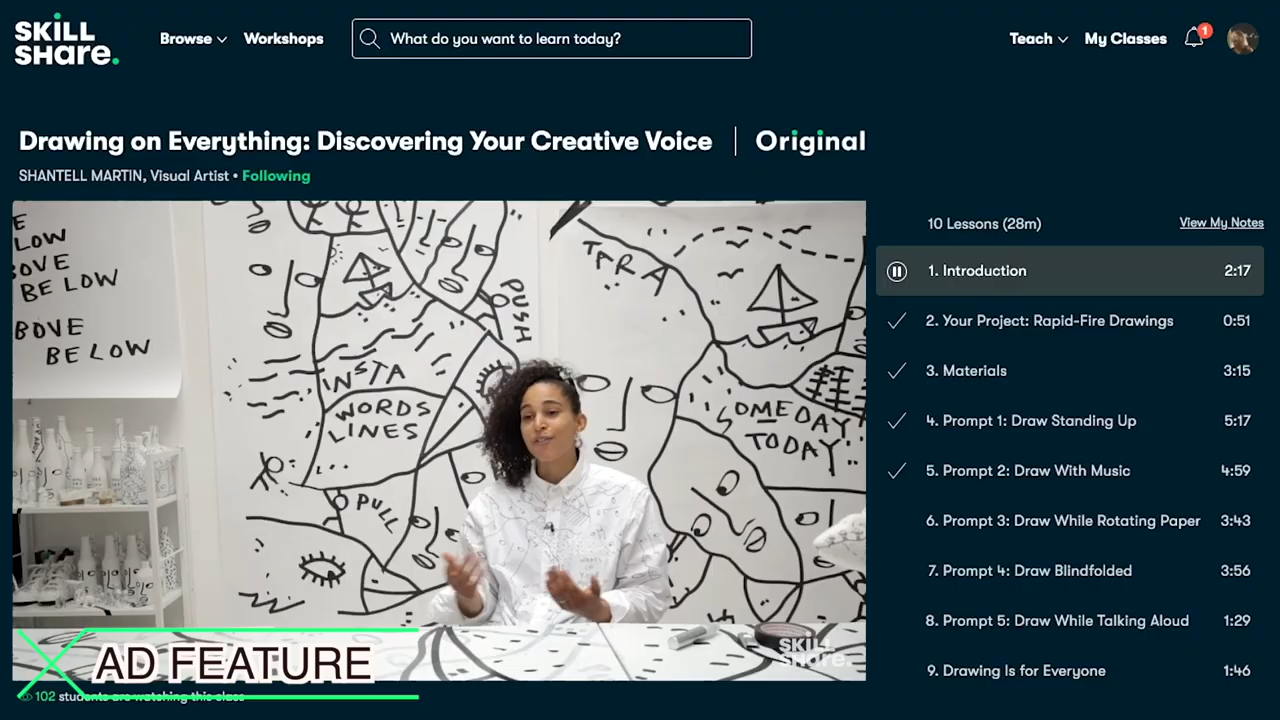 SKILL
SHARE.
Browse
Workshops
What do you want to learn today?
Teach
My Classes
1
Drawing on Everything: Discovering Your Creative Voice | Original
SHANTELL MARTIN, Visual Artist • Following
LOW
BE LOW
BE LOW
TARA
PUSH
INSTA
WORDS
LINES
PULL
SOMEDAY
TODAY
SKILL
SHARE.
AD FEATURE
102 students are watching this class
10 Lessons (28m)
View My Notes
1. Introduction 2:17
2. Your Project: Rapid-Fire Drawings 0:51
3. Materials 3:15
4. Prompt 1: Draw Standing Up 5:17
5. Prompt 2: Draw With Music 4:59
6. Prompt 3: Draw While Rotating Paper 3:43
7. Prompt 4: Draw Blindfolded 3:56
8. Prompt 5: Draw While Talking Aloud 1:29
9. Drawing Is for Everyone 1:46